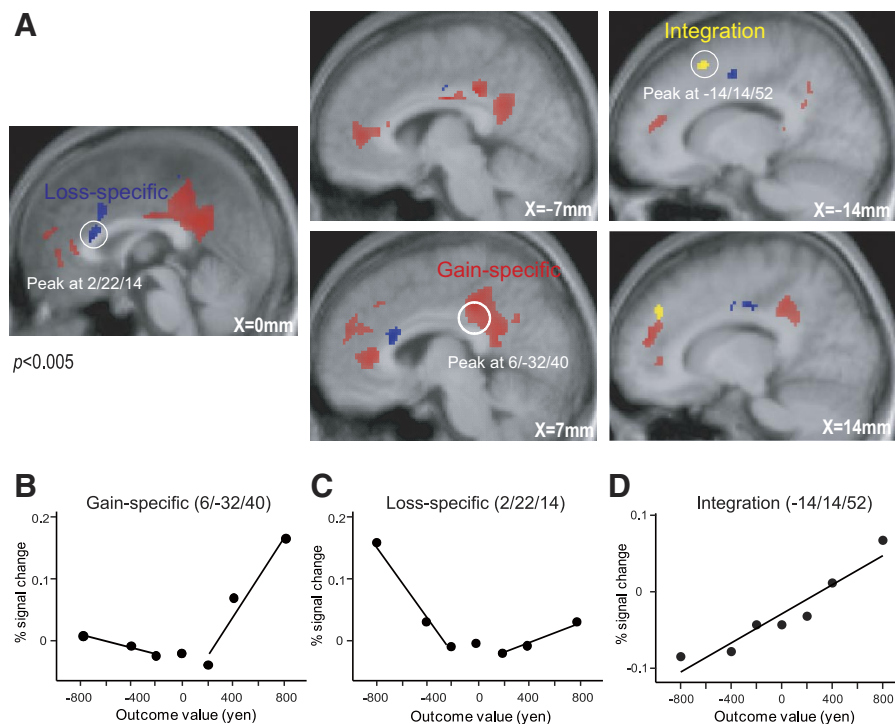 A
Loss-specific
Peak at 2/22/14
X=0mm
p<0.005
X=-7mm
Integration
Peak at -14/14/52
X=-14mm
Gain-specific
Peak at 6/-32/40
X=7mm
X=14mm
B
Gain-specific (6/-32/40)
% signal change
0.2
0.1
0
-800 -400 0 400 800
Outcome value (yen)
C
Loss-specific (2/22/14)
% signal change
0.2
0.1
0
-800 -400 0 400 800
Outcome value (yen)
D
Integration (-14/14/52)
% signal change
0.1
0
-0.1
-800 -400 0 400 800
Outcome value (yen)